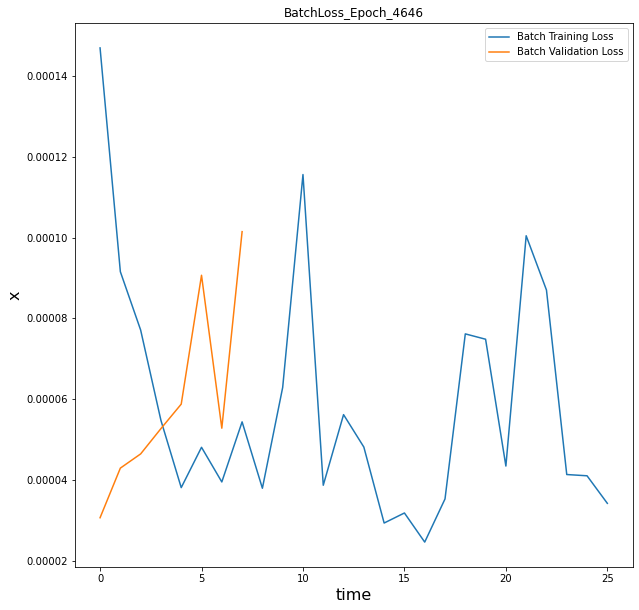 BatchLoss_Epoch_4646
Batch Training Loss
Batch Validation Loss
0.00014
0.00012
0.00010
0.00008
0.00006
0.00004
0.00002
x
0 5 10 15 20 25
time